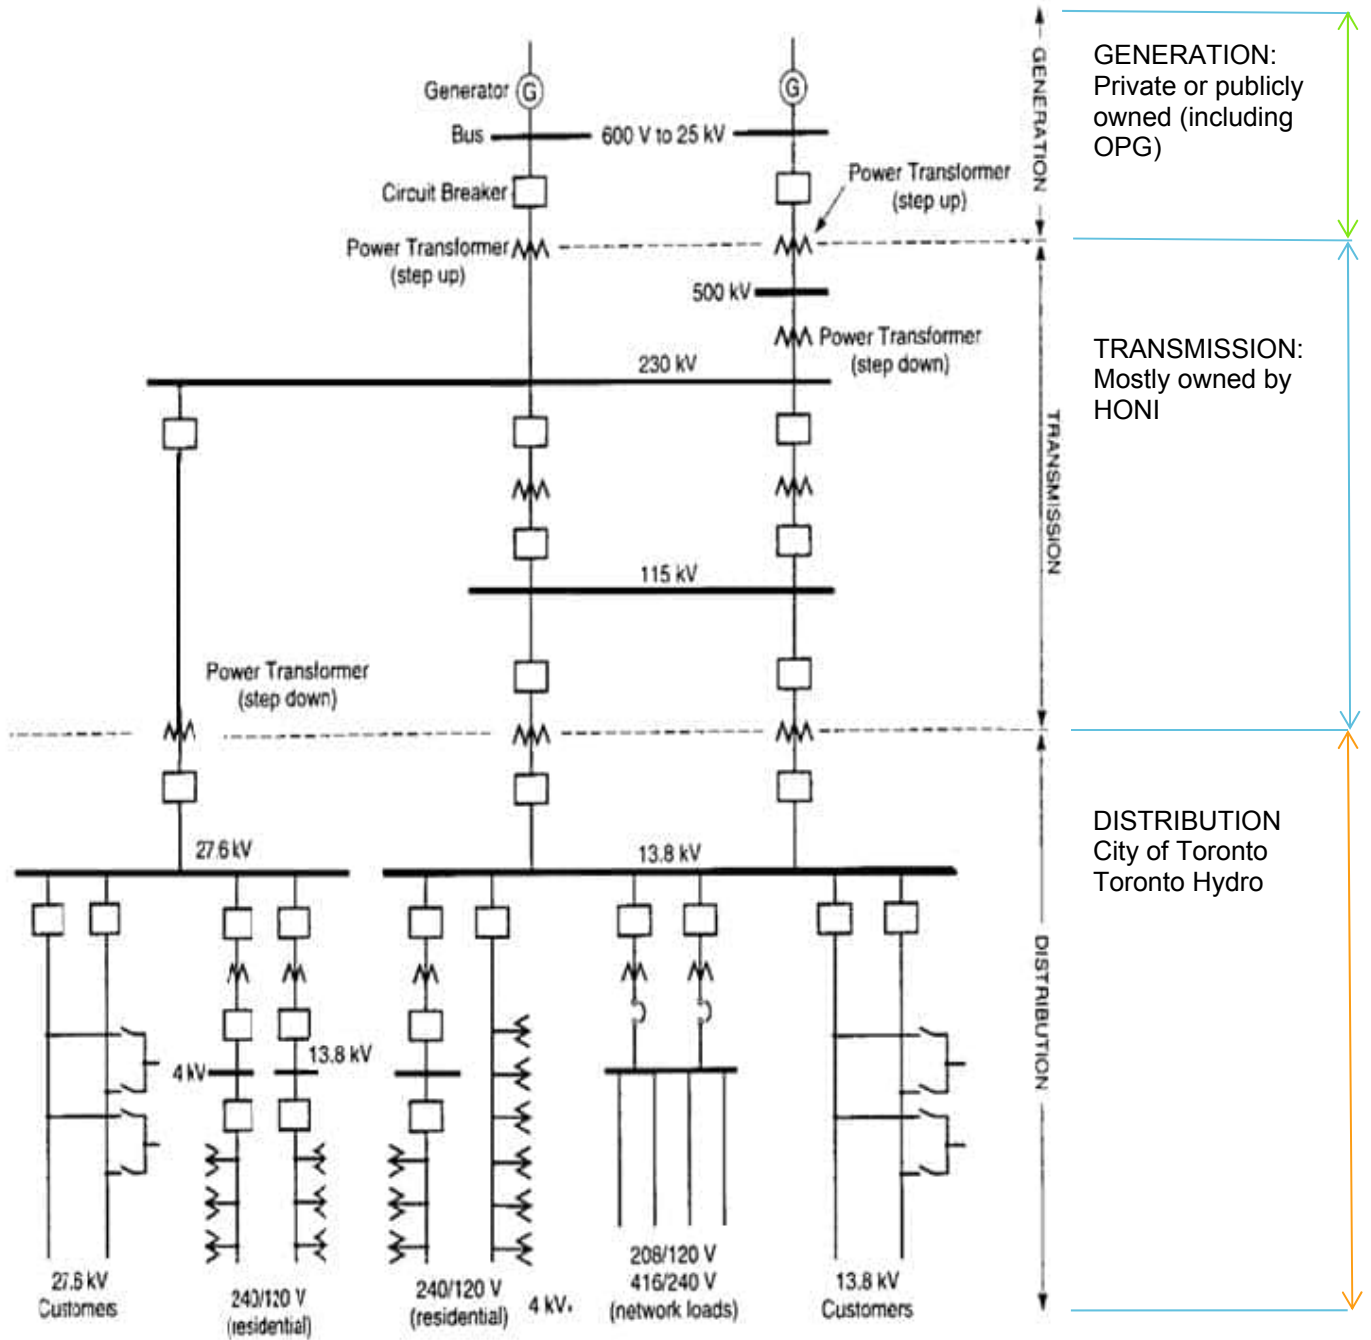 GENERATION:
Private or publicly
owned (including
OPG)
GENERATION
Generator
G
G
Bus
600 V to 25 kV
Circuit Breaker
Power Transformer
(step up)
Power Transformer
(step up)
500 kV
Power Transformer
(step down)
TRANSMISSION:
Mostly owned by
HONI
TRANSMISSION
230 kV
115 kV
Power Transformer
(step down)
DISTRIBUTION
City of Toronto
Toronto Hydro
DISTRIBUTION
27.6 kV
13.8 kV
4 kV
13.8 kV
27.6 kV
Customers
240/120 V
(residential)
240/120 V
(residential)
4 kV.
208/120 V
416/240 V
(network loads)
13.8 kV
Customers